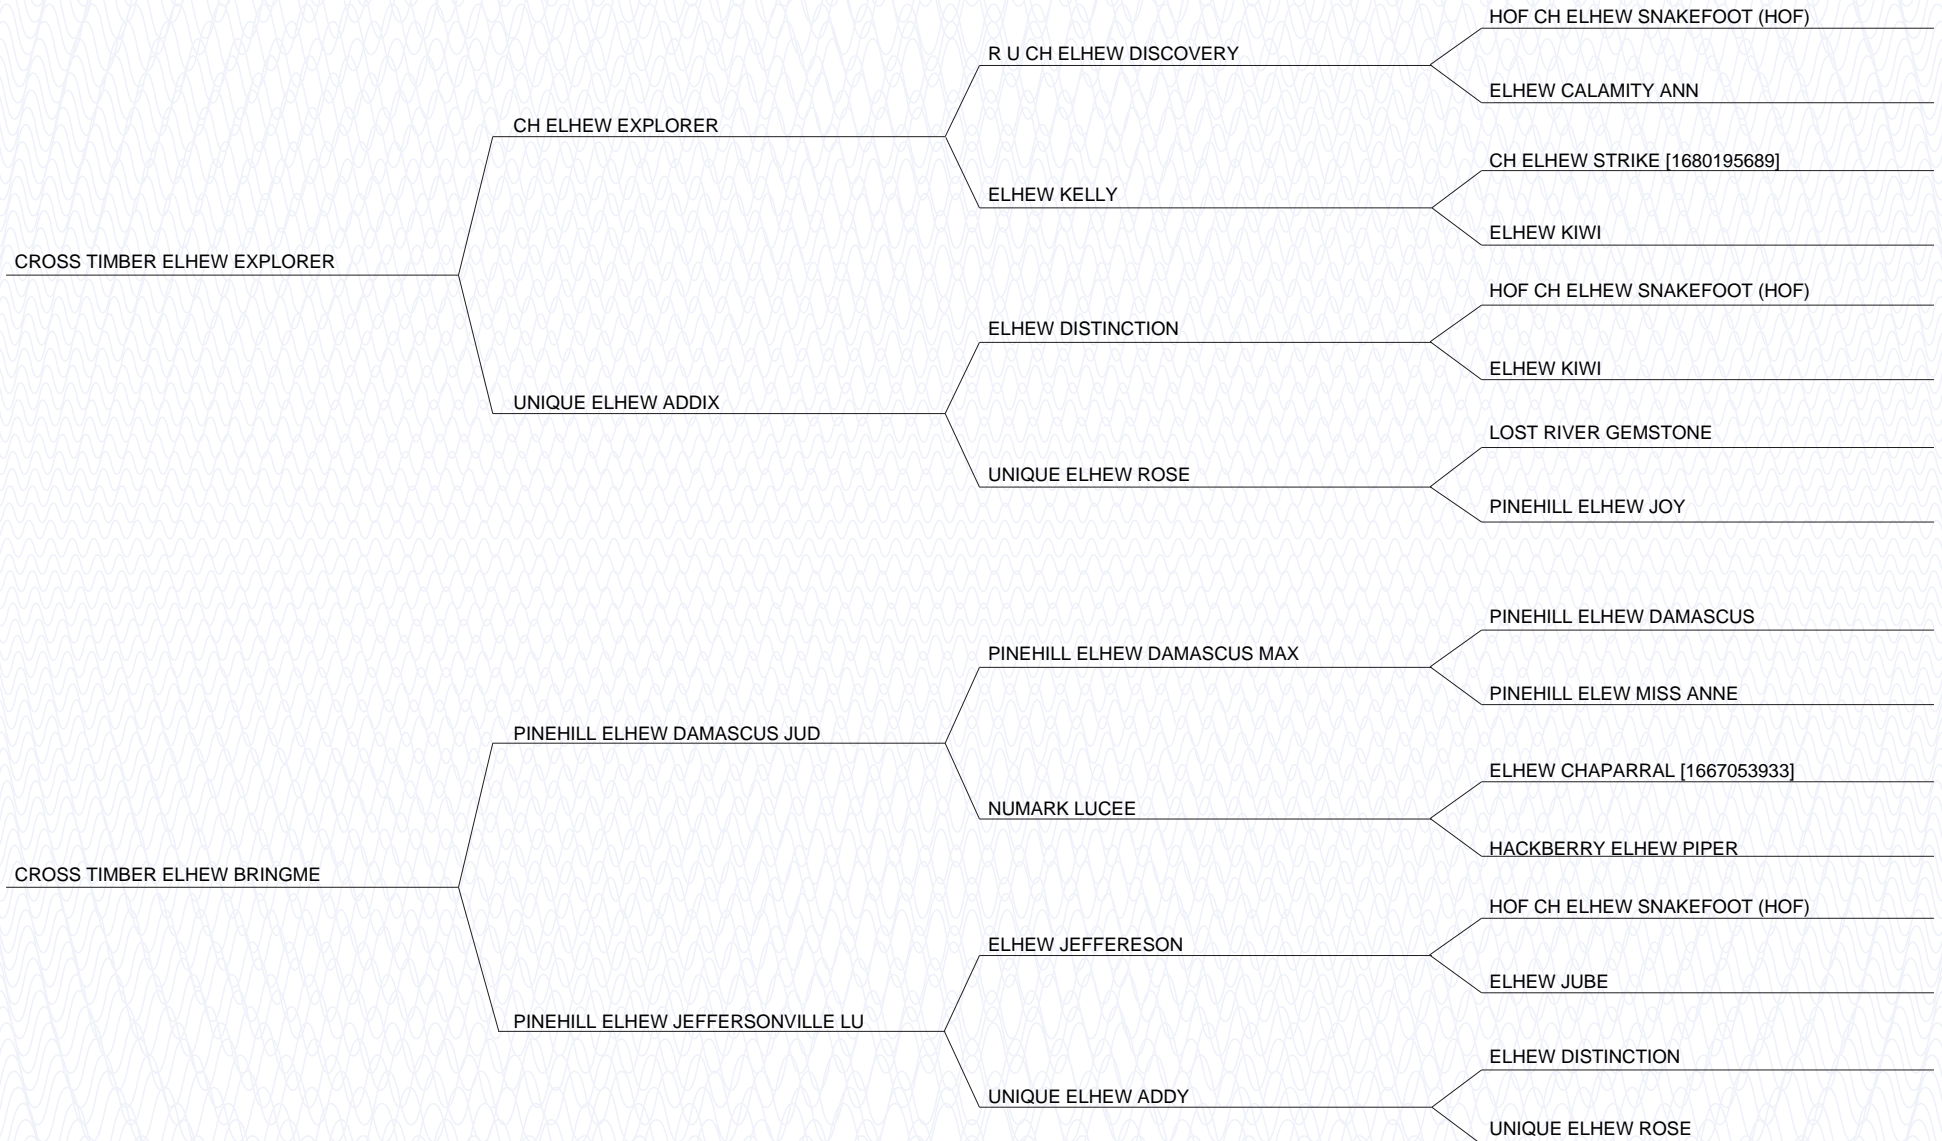 HOF CH ELHEW SNAKEFOOT (HOF)
R U CH ELHEW DISCOVERY
ELHEW CALAMITY ANN
CH ELHEW EXPLORER
CH ELHEW STRIKE [1680195689]
ELHEW KELLY
ELHEW KIWI
CROSS TIMBER ELHEW EXPLORER
HOF CH ELHEW SNAKEFOOT (HOF)
ELHEW DISTINCTION
ELHEW KIWI
UNIQUE ELHEW ADDIX
LOST RIVER GEMSTONE
UNIQUE ELHEW ROSE
PINEHILL ELHEW JOY
PINEHILL ELHEW DAMASCUS
PINEHILL ELHEW DAMASCUS MAX
PINEHILL ELEW MISS ANNE
PINEHILL ELHEW DAMASCUS JUD
ELHEW CHAPARRAL [1667053933]
NUMARK LUCEE
HACKBERRY ELHEW PIPER
CROSS TIMBER ELHEW BRINGME
HOF CH ELHEW SNAKEFOOT (HOF)
ELHEW JEFFERESON
ELHEW JUBE
PINEHILL ELHEW JEFFERSONVILLE LU
ELHEW DISTINCTION
UNIQUE ELHEW ADDY
UNIQUE ELHEW ROSE